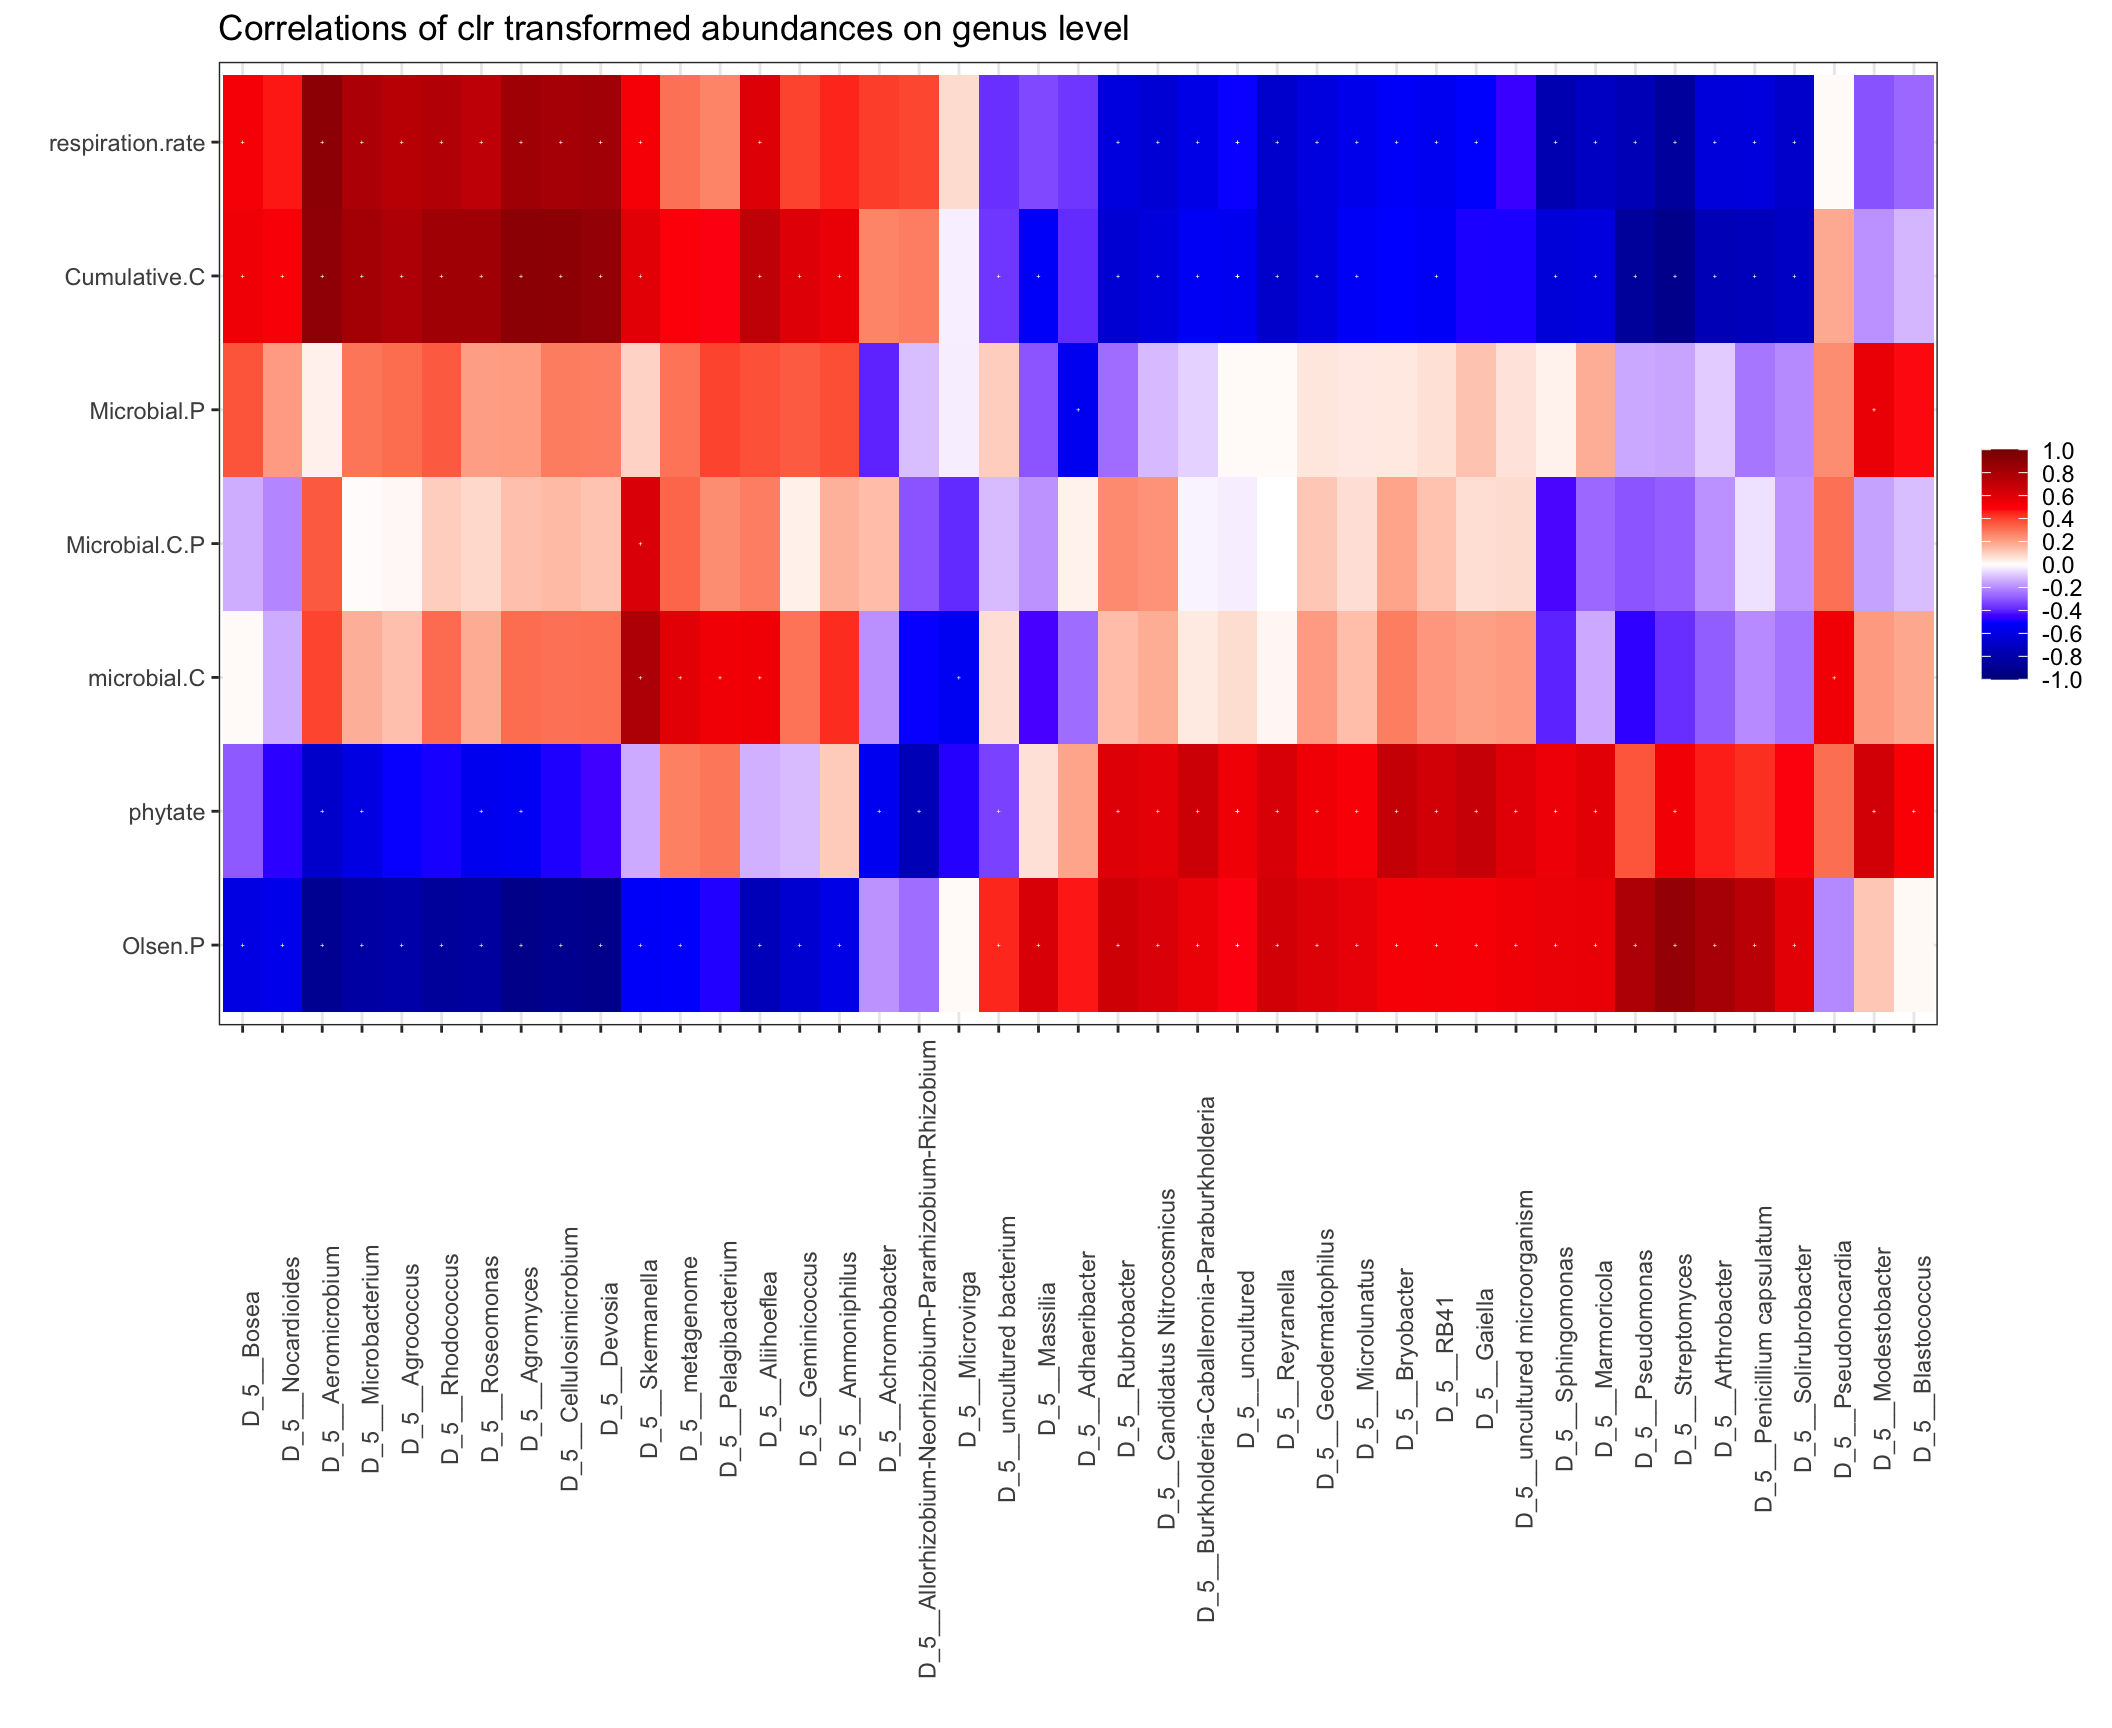 Correlations of clr transformed abundances on genus level
respiration.rate
Cumulative.C
Microbial.P
Microbial.C.P
microbial.C
phytate
Olsen.P
1.0
0.8
0.6
0.4
0.2
0.0
-0.2
-0.4
-0.6
-0.8
-1.0
D_5__Bosea
D_5__Nocardioides
D_5__Aeromicrobium
D_5__Microbacterium
D_5__Agrococcus
D_5__Rhodococcus
D_5__Roseomonas
D_5__Agromyces
D_5__Cellulosimicrobium
D_5__Devosia
D_5__Skermanella
D_5__metagenome
D_5__Pelagibacterium
D_5__Aliihoeflea
D_5__Geminicoccus
D_5__Ammoniphilus
D_5__Achromobacter
D_5__Allorhizobium-Neorhizobium-Pararhizobium-Rhizobium
D_5__Microvirga
D_5__uncultured bacterium
D_5__Massilia
D_5__Adhaeribacter
D_5__Rubrobacter
D_5__Candidatus Nitrocosmicus
D_5__Burkholderia-Caballeronia-Paraburkholderia
D_5__uncultured
D_5__Reyranella
D_5__Geodermatophilus
D_5__Microlunatus
D_5__Bryobacter
D_5__RB41
D_5__Gaiella
D_5__uncultured microorganism
D_5__Sphingomonas
D_5__Marmoricola
D_5__Pseudomonas
D_5__Streptomyces
D_5__Arthrobacter
D_5__Penicillium capsulatum
D_5__Solirubrobacter
D_5__Pseudonocardia
D_5__Modestobacter
D_5__Blastococcus